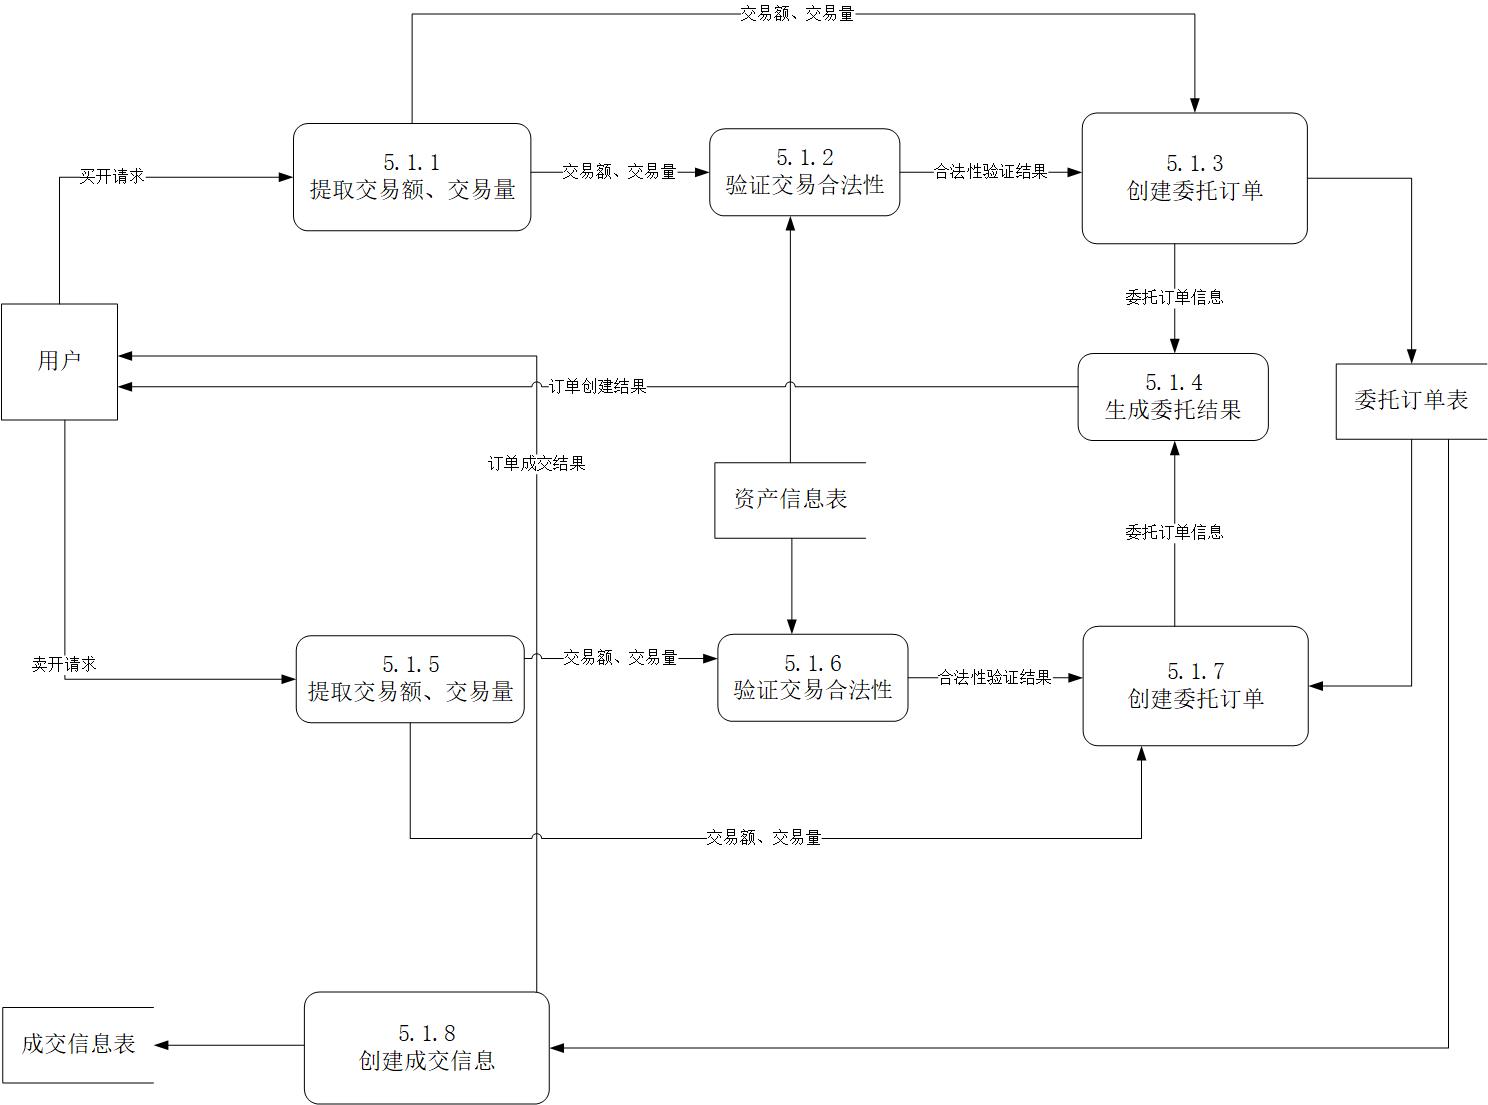 交易额、交易量
5.1.1
提取交易额、交易量
5.1.2
验证交易合法性
5.1.3
创建委托订单
买开请求
交易额、交易量
合法性验证结果
委托订单信息
用户
5.1.4
生成委托结果
订单创建结果
委托订单表
订单成交结果
资产信息表
委托订单信息
卖开请求
5.1.5
提取交易额、交易量
交易额、交易量
5.1.6
验证交易合法性
合法性验证结果
5.1.7
创建委托订单
交易额、交易量
成交信息表
5.1.8
创建成交信息